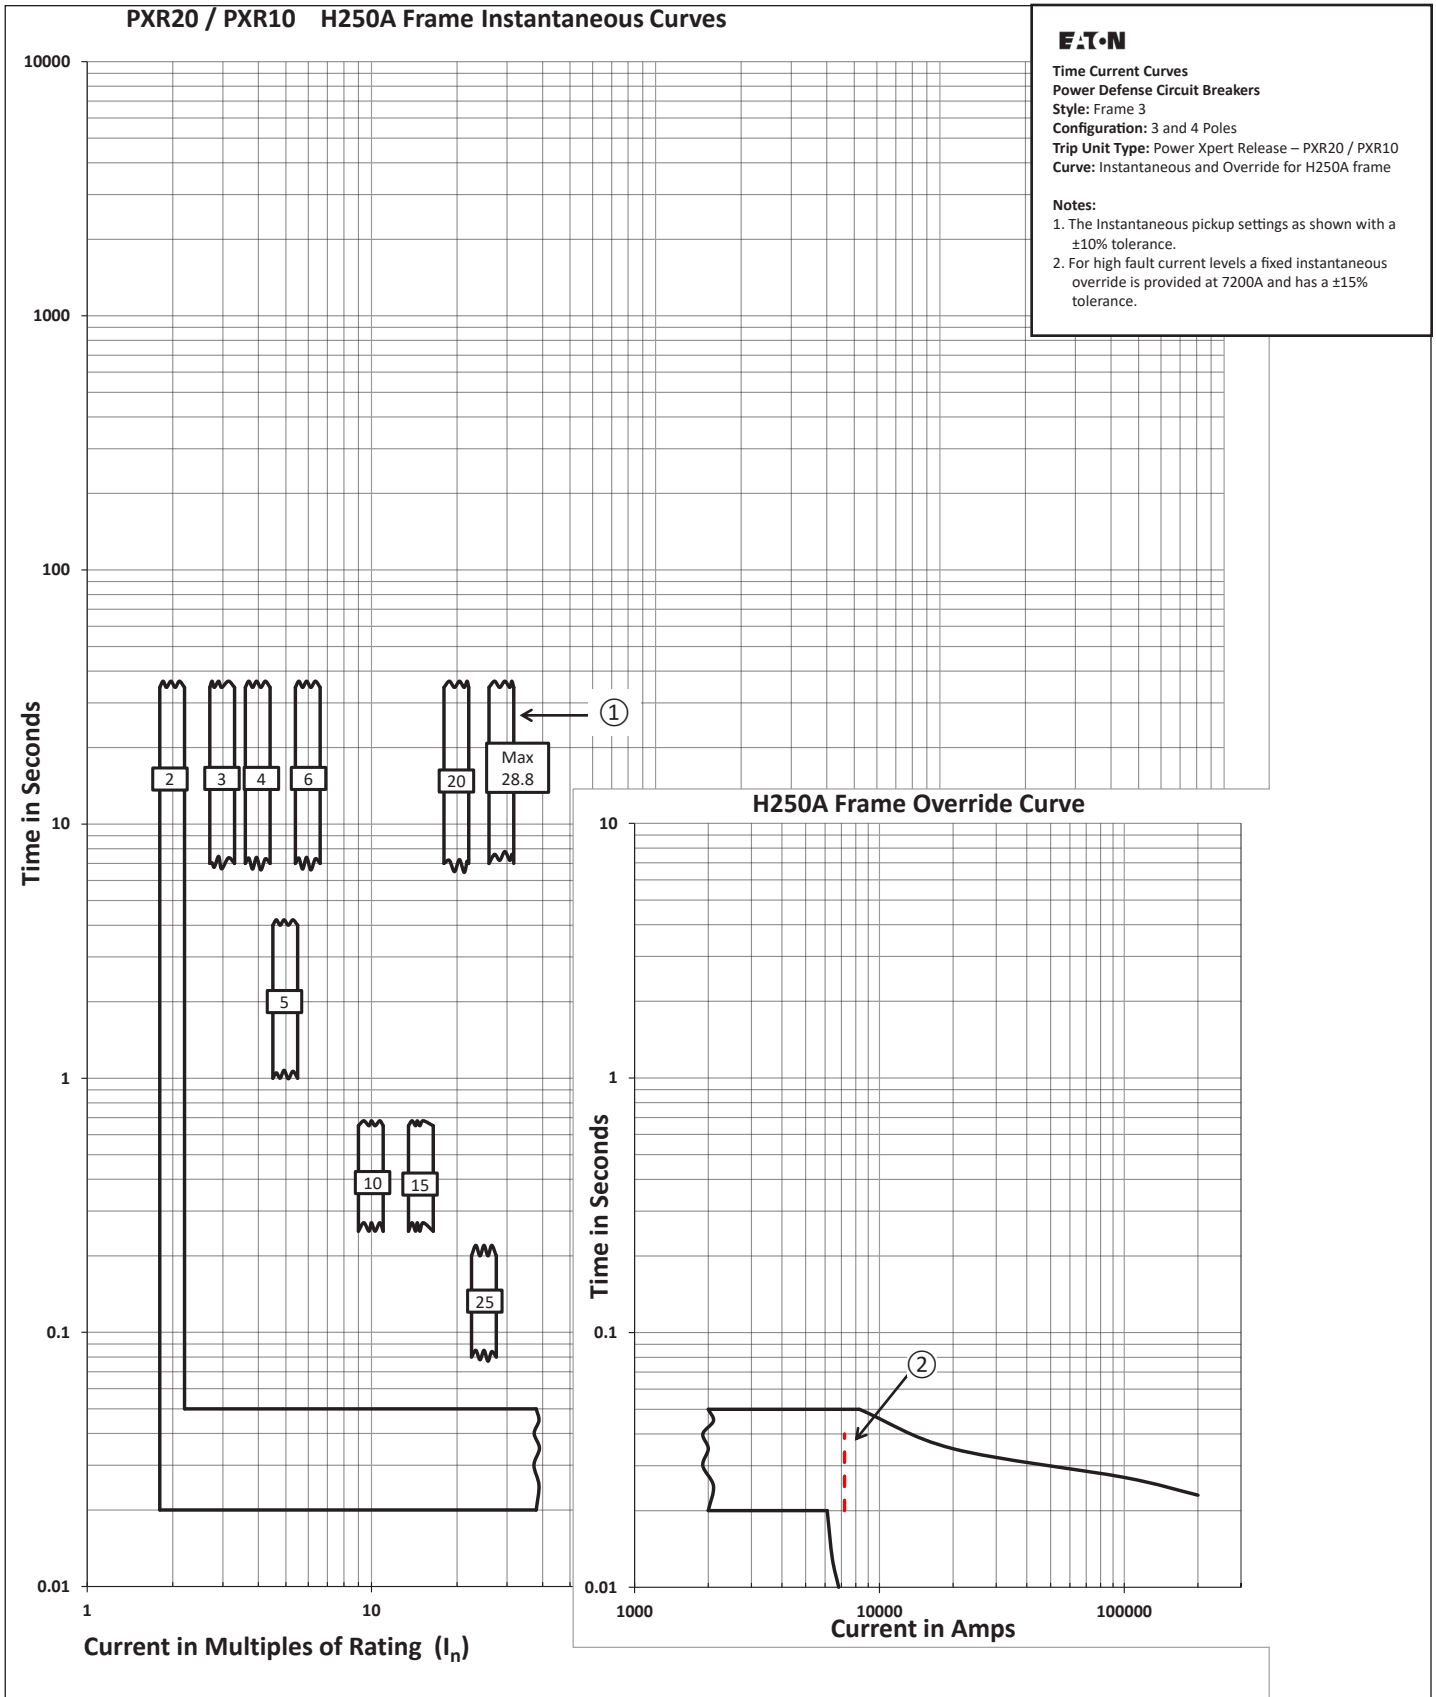 PXR20 / PXR10 H250A Frame Instantaneous Curves
EATON
Time Current Curves
Power Defense Circuit Breakers
Style: Frame 3
Configuration: 3 and 4 Poles
Trip Unit Type: Power Xpert Release – PXR20 / PXR10
Curve: Instantaneous and Override for H250A frame
Notes:
1. The Instantaneous pickup settings as shown with a
±10% tolerance.
2. For high fault current levels a fixed instantaneous
override is provided at 7200A and has a ±15%
tolerance.
10000
1000
100
10
1
0.1
0.01
Time in Seconds
1
10
Current in Multiples of Rating (In)
2
3
4
6
20
Max
28.8
1
5
10
15
25
H250A Frame Override Curve
10
1
0.1
0.01
Time in Seconds
2
1000
10000
100000
Current in Amps